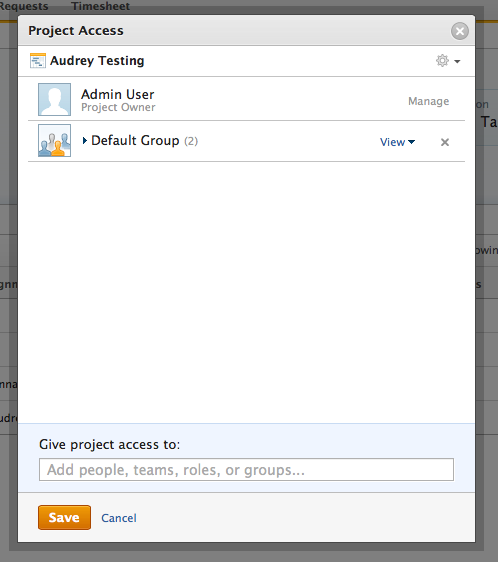 Requests Timesheet
Project Access
Audrey Testing
Admin User
Project Owner
Manage
Default Group (2)
View
Ta
Give project access to:
Add people, teams, roles, or groups...
Save Cancel